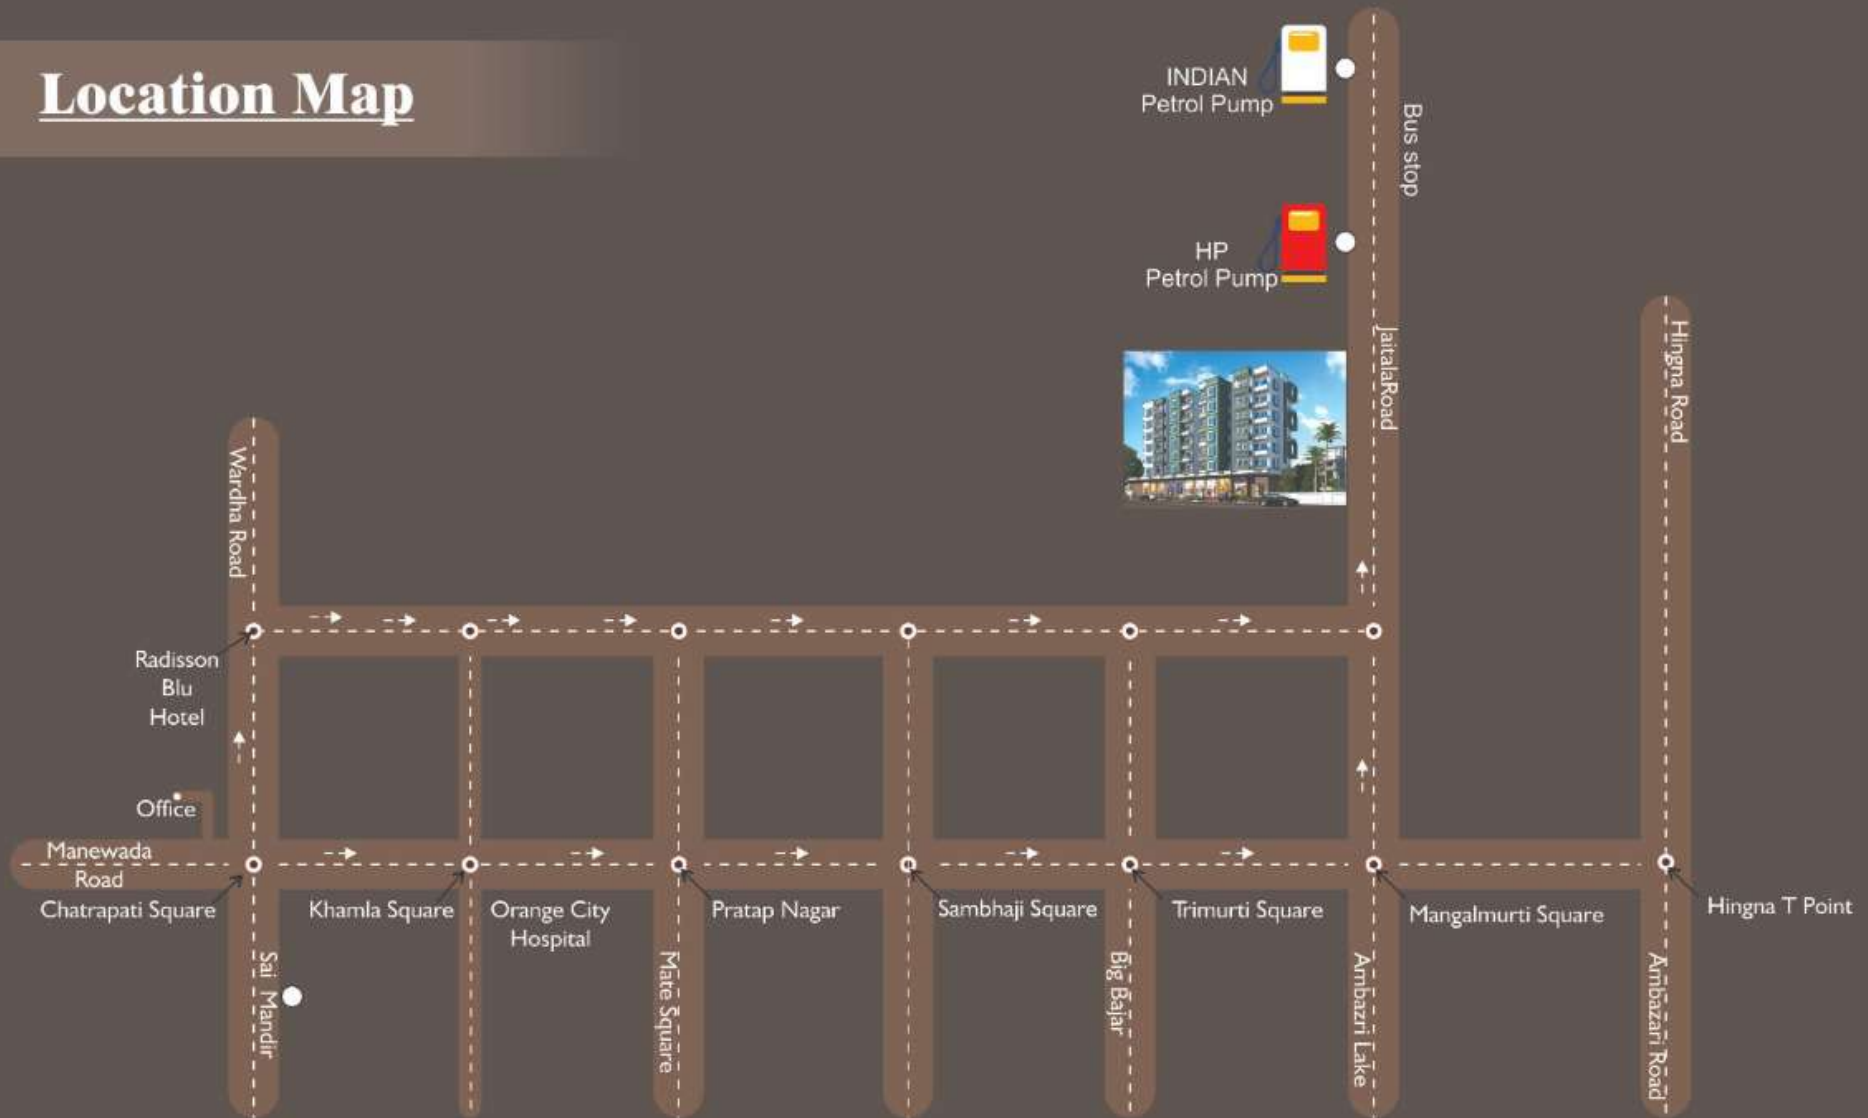 Location Map
INDIAN
Petrol Pump
Bus stop
HP
Petrol Pump
JaitalaRoad
Hingna Road
Wardha Road
Radisson
Blu
Hotel
Office
Manewada
Road
Chatrapati Square
Khamla Square
Orange City
Hospital
Pratap Nagar
Sambhaji Square
Trimurti Square
Mangalmurti Square
Hingna T Point
Sai Mandir
Mate Square
Big Bajar
Ambazri Lake
Ambazari Road